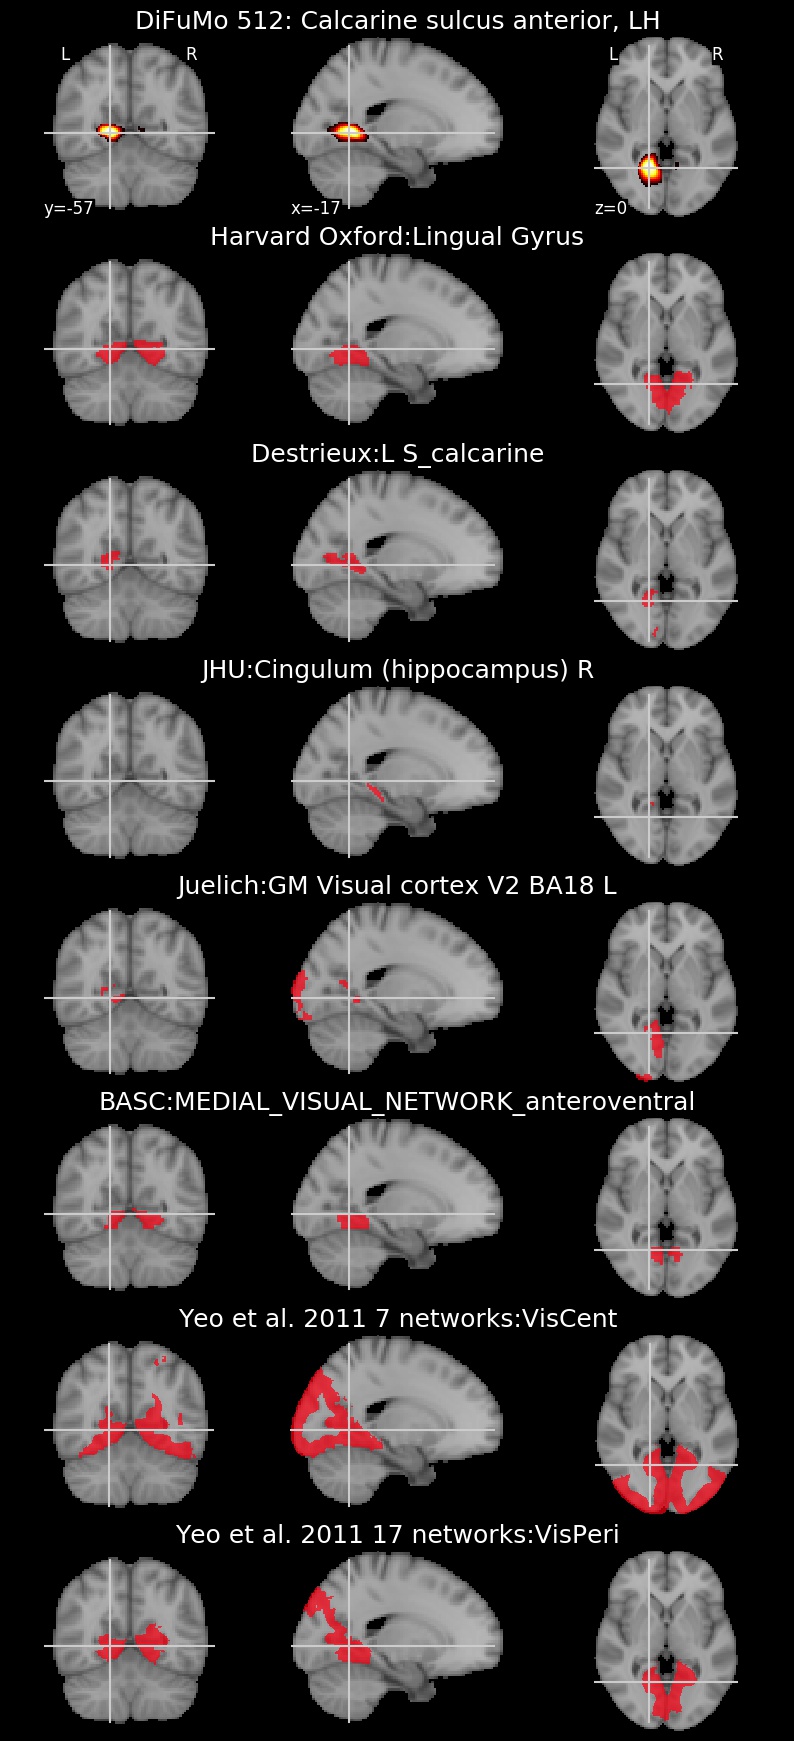 DiFuMo 512: Calcarine sulcus anterior, LH
L R L R
y=-57 x=-17 z=0
Harvard Oxford:Lingual Gyrus
Destrieux:L S_calcarine
JHU:Cingulum (hippocampus) R
Juelich:GM Visual cortex V2 BA18 L
BASC:MEDIAL_VISUAL_NETWORK_anteroventral
Yeo et al. 2011 7 networks:VisCent
Yeo et al. 2011 17 networks:VisPeri